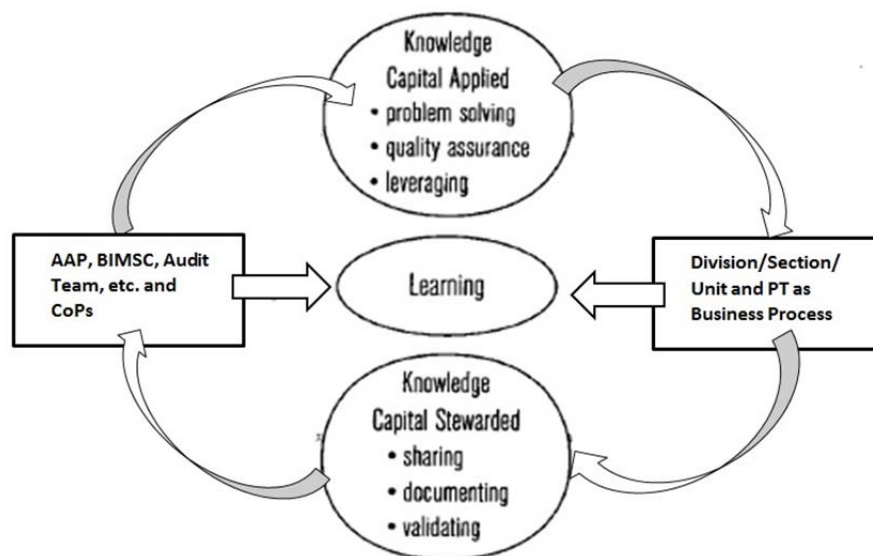 Knowledge
Capital Applied
• problem solving
• quality assurance
• leveraging
AAP, BIMSC, Audit
Team, etc. and
CoPs
Learning
Division/Section/
Unit and PT as
Business Process
Knowledge
Capital Stewarded
• sharing
• documenting
• validating